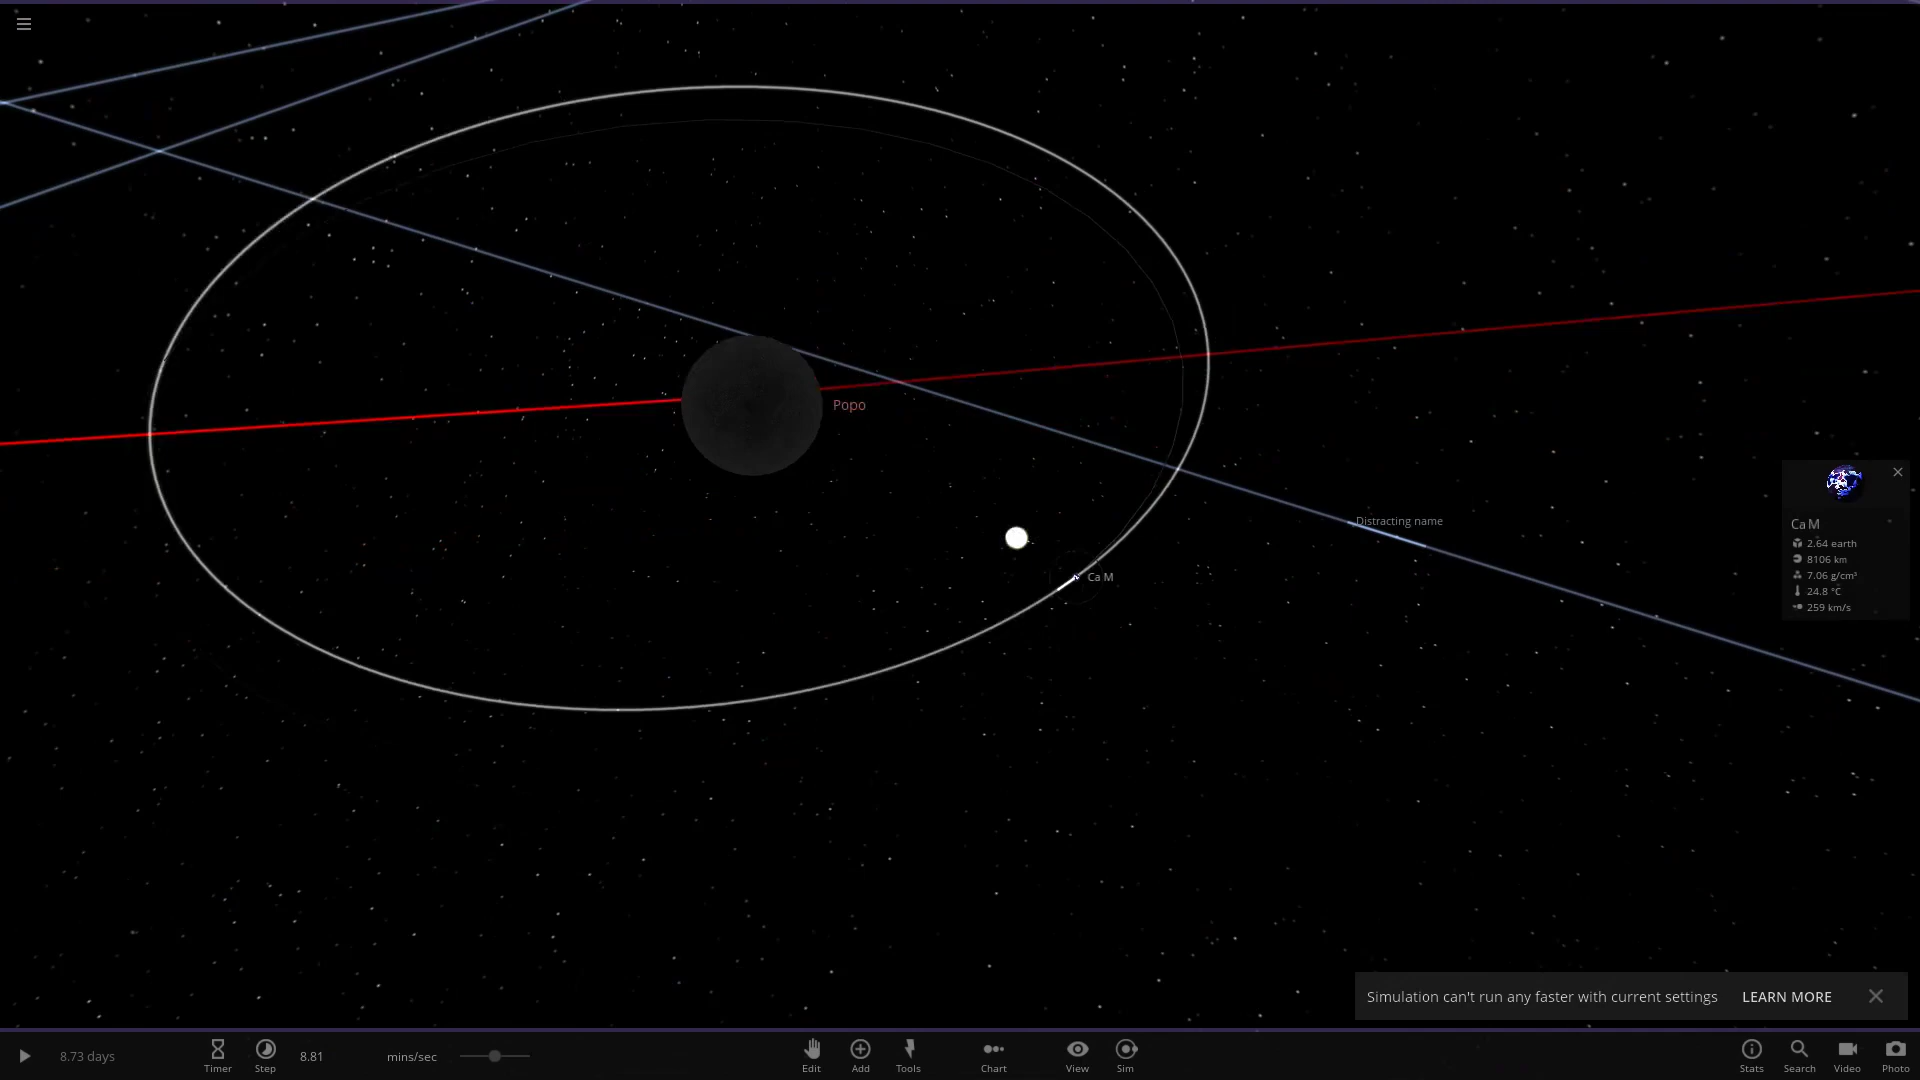 Popo
Distracting name
Ca M
Ca M
2.64 earth
8106 km
7.06 g/cm³
24.8 °C
259 km/s
Simulation can't run any faster with current settings LEARN MORE
8.73 days
Timer
Step
8.81 mins/sec
Edit
Add
Tools
Chart
View
Sim
Stats
Search
Video
Photo